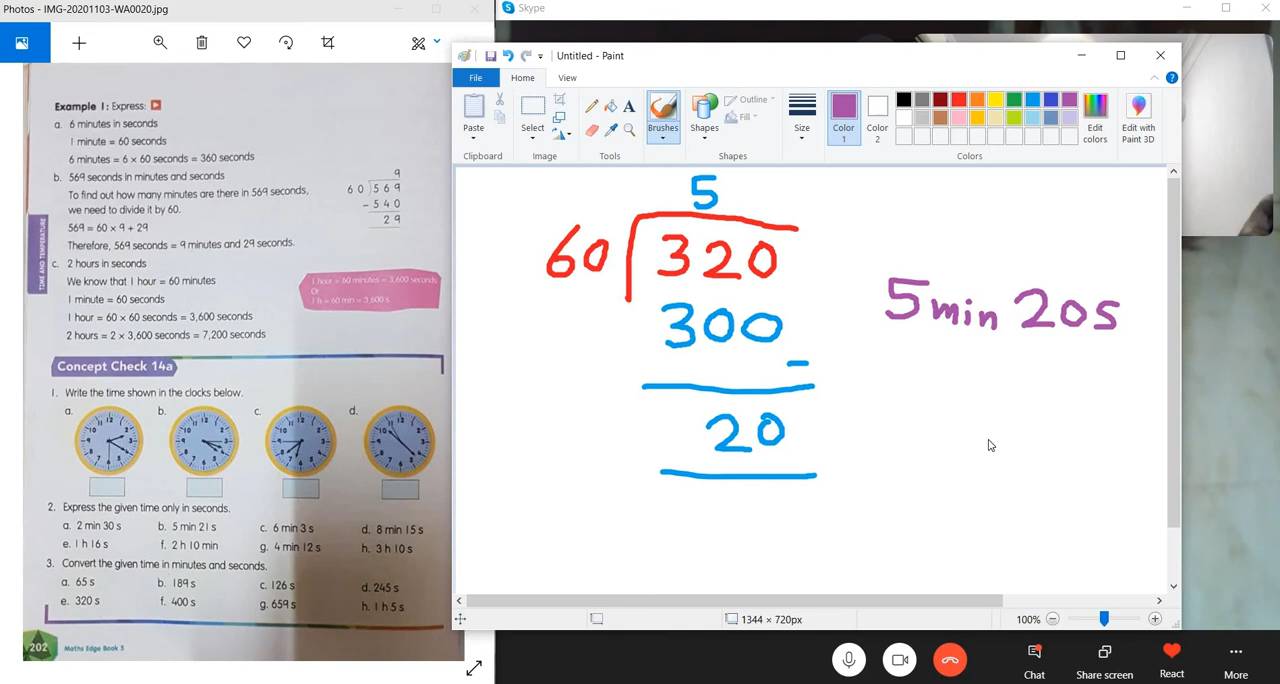 Photos - IMG-20201103-WA0020.jpg
Example 1: Express:
a. 6 minutes in seconds
1 minute = 60 seconds
6 minutes = 6 × 60 seconds = 360 seconds
b. 569 seconds in minutes and seconds
To find out how many minutes are there in 569 seconds,
we need to divide it by 60.
569 = 60 × 9 + 29
Therefore, 569 seconds = 9 minutes and 29 seconds.
9
60 569
- 540
29
c. 2 hours in seconds
We know that 1 hour = 60 minutes
1 minute = 60 seconds
1 hour = 60 × 60 seconds = 3,600 seconds
2 hours = 2 × 3,600 seconds = 7,200 seconds
1 hour = 60 minutes = 3,600 seconds
Or
1 h = 60 min = 3,600 s
TIME AND TEMPERATURE
Concept Check 14a
1. Write the time shown in the clocks below.
a. b. c. d.
2. Express the given time only in seconds.
a. 2 min 30 s b. 5 min 21 s c. 6 min 3 s d. 8 min 15 s
e. 1 h 16 s f. 2 h 10 min g. 4 min 12 s h. 3 h 10 s
3. Convert the given time in minutes and seconds.
a. 65 s b. 189 s c. 126 s d. 245 s
e. 320 s f. 400 s g. 659 s h. 1 h 5 s
202 Maths Edge Book 3
Skype
Untitled - Paint
File Home View
Paste
Select
Brushes
Shapes
Outline
Fill
Size
Color
1
Color
2
Edit
colors
Edit with
Paint 3D
Clipboard Image Tools Shapes Colors
5
60 320
300
-
20
5 min 20 s
1344 × 720px
100%
Chat Share screen React More